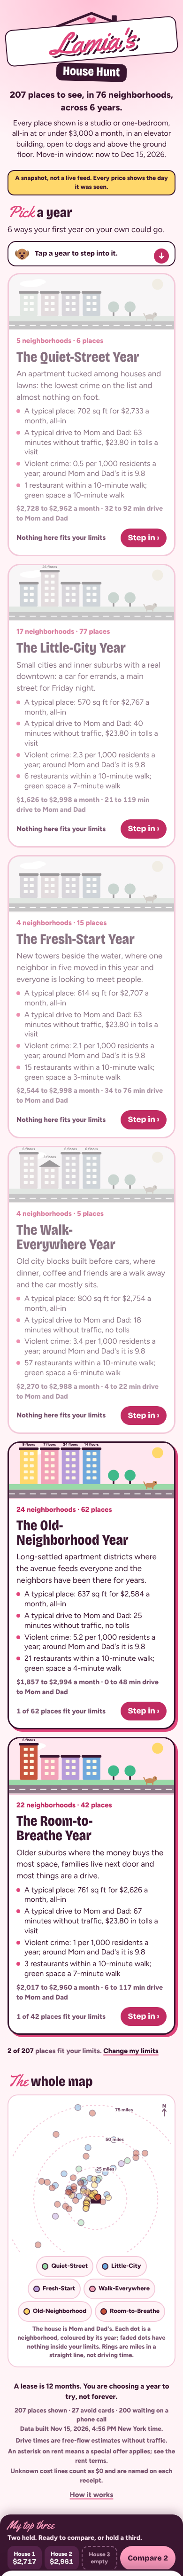 Lamia's
House Hunt
207 places to see, in 76 neighborhoods,
across 6 years.
Every place shown is a studio or one-bedroom,
all-in at or under $3,000 a month, in an elevator
building, open to dogs and above the ground
floor. Move-in window: now to Dec 15, 2026.
A snapshot, not a live feed. Every price shows the day
it was seen.
Pick a year
6 ways your first year on your own could go.
Tap a year to step into it.
5 neighborhoods · 6 places
The Quiet-Street Year
An apartment tucked among houses and
lawns: the lowest crime on the list and
almost nothing on foot.
A typical place: 702 sq ft for $2,733 a
month, all-in
A typical drive to Mom and Dad: 63
minutes without traffic, $23.80 in tolls a
visit
Violent crime: 0.5 per 1,000 residents a
year; around Mom and Dad's it is 9.8
1 restaurant within a 10-minute walk;
green space a 10-minute walk
$2,728 to $2,962 a month · 32 to 92 min drive
to Mom and Dad
Nothing here fits your limits
Step in ›
17 neighborhoods · 77 places
The Little-City Year
Small cities and inner suburbs with a real
downtown: a car for errands, a main
street for Friday night.
A typical place: 570 sq ft for $2,767 a
month, all-in
A typical drive to Mom and Dad: 40
minutes without traffic, $23.80 in tolls a
visit
Violent crime: 2.3 per 1,000 residents a
year; around Mom and Dad's it is 9.8
6 restaurants within a 10-minute walk;
green space a 7-minute walk
$1,626 to $2,998 a month · 21 to 119 min
drive to Mom and Dad
Nothing here fits your limits
Step in ›
4 neighborhoods · 15 places
The Fresh-Start Year
New towers beside the water, where one
neighbor in five moved in this year and
everyone is looking to meet people.
A typical place: 614 sq ft for $2,707 a
month, all-in
A typical drive to Mom and Dad: 63
minutes without traffic, $23.80 in tolls a
visit
Violent crime: 2.1 per 1,000 residents a
year; around Mom and Dad's it is 9.8
15 restaurants within a 10-minute walk;
green space a 3-minute walk
$2,544 to $2,998 a month · 34 to 76 min drive
to Mom and Dad
Nothing here fits your limits
Step in ›
4 neighborhoods · 5 places
The Walk-
Everywhere Year
Old city blocks built before cars, where
dinner, coffee and friends are a walk away
and the car mostly sits.
A typical place: 800 sq ft for $2,754 a
month, all-in
A typical drive to Mom and Dad: 18
minutes without traffic, no tolls
Violent crime: 3.4 per 1,000 residents a
year; around Mom and Dad's it is 9.8
57 restaurants within a 10-minute walk;
green space a 6-minute walk
$2,270 to $2,988 a month · 4 to 22 min drive
to Mom and Dad
Nothing here fits your limits
Step in ›
24 neighborhoods · 62 places
The Old-
Neighborhood Year
Long-settled apartment districts where
the avenue feeds everyone and the
neighbors have been there for years.
A typical place: 637 sq ft for $2,584 a
month, all-in
A typical drive to Mom and Dad: 25
minutes without traffic, no tolls
Violent crime: 5.2 per 1,000 residents a
year; around Mom and Dad's it is 9.8
21 restaurants within a 10-minute walk;
green space a 4-minute walk
$1,857 to $2,994 a month · 0 to 48 min drive
to Mom and Dad
1 of 62 places fit your limits
Step in ›
22 neighborhoods · 42 places
The Room-to-
Breathe Year
Older suburbs where the money buys the
most space, families live next door and
most things are a drive.
A typical place: 761 sq ft for $2,626 a
month, all-in
A typical drive to Mom and Dad: 67
minutes without traffic, $23.80 in tolls a
visit
Violent crime: 1 per 1,000 residents a
year; around Mom and Dad's it is 9.8
3 restaurants within a 10-minute walk;
green space a 7-minute walk
$2,017 to $2,960 a month · 6 to 117 min drive
to Mom and Dad
1 of 42 places fit your limits
Step in ›
2 of 207 places fit your limits. Change my limits
The whole map
N
75 miles
50 miles
25 miles
Quiet-Street
Little-City
Fresh-Start
Walk-Everywhere
Old-Neighborhood
Room-to-Breathe
The house is Mom and Dad's. Each dot is a
neighborhood, coloured by its year; faded dots have
nothing inside your limits. Rings are miles in a
straight line, not driving time.
A lease is 12 months. You are choosing a year to
try, not forever.
207 places shown · 27 avoid cards · 200 waiting on a
phone call
Data built Nov 15, 2026, 4:56 PM New York time.
Drive times are free-flow estimates without traffic.
An asterisk on rent means a special offer applies; see the
rent terms.
Unknown cost lines count as $0 and are named on each
receipt.
How it works
My top three
Two held. Ready to compare, or hold a third.
House 1
$2,717
House 2
$2,961
House 3
empty
Compare 2